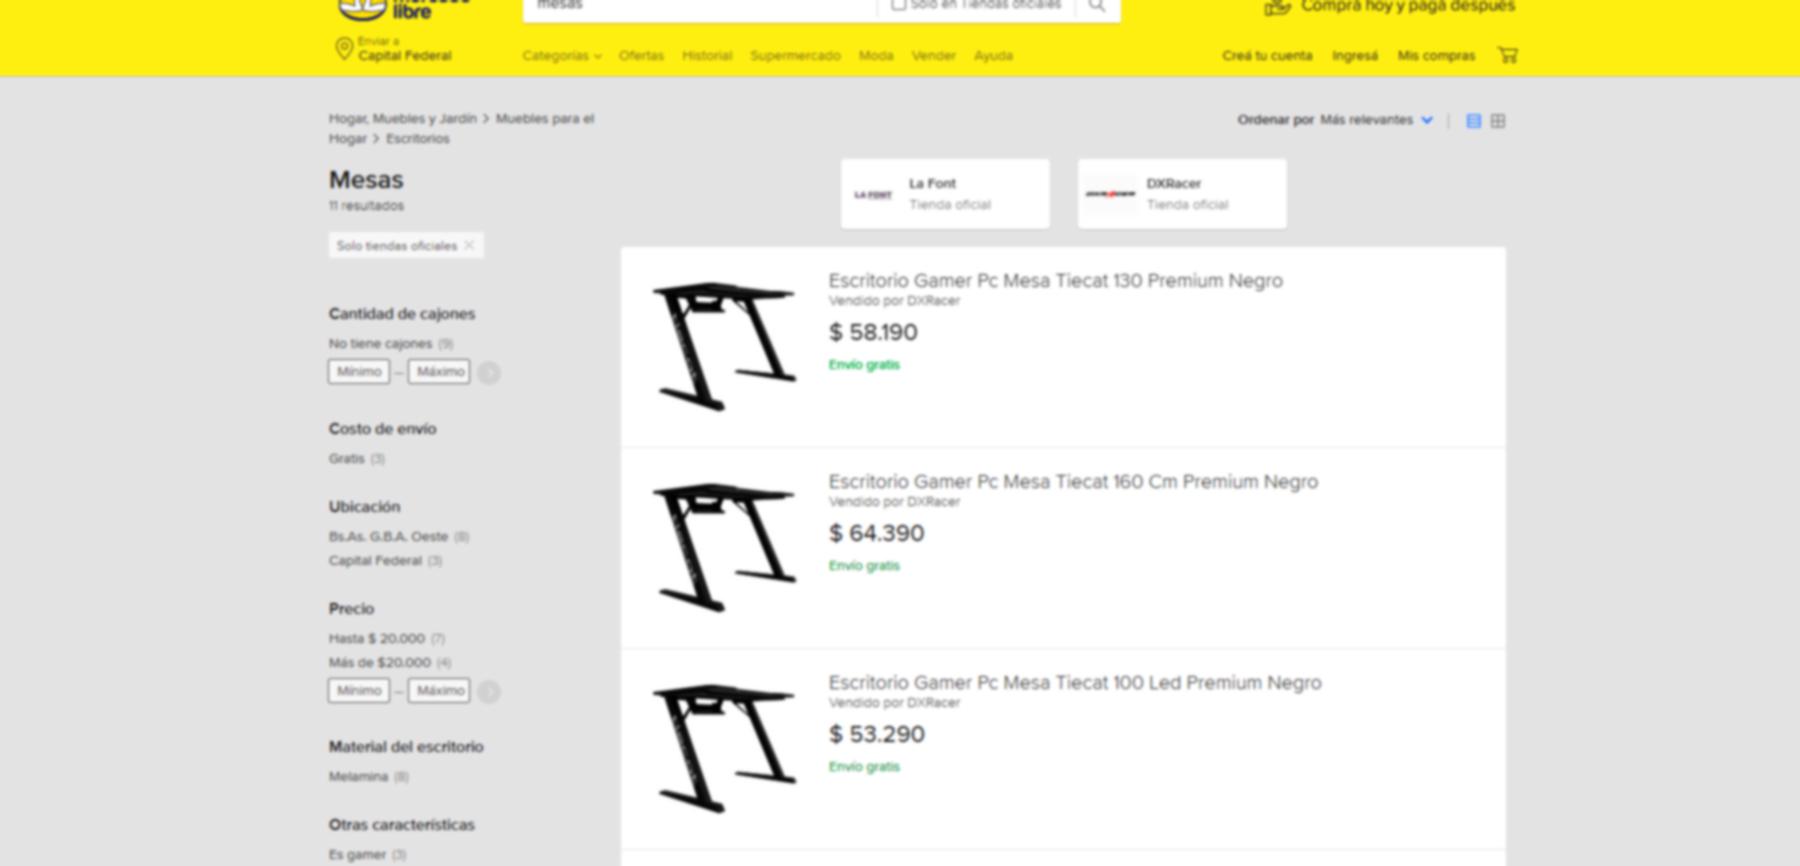 mercado
libre
mesas
Solo en Tiendas oficiales
Comprá hoy y pagá después
Enviar a
Capital Federal
Categorías
Ofertas
Historial
Supermercado
Moda
Vender
Ayuda
Creá tu cuenta
Ingresá
Mis compras
Hogar, Muebles y Jardín > Muebles para el
Hogar > Escritorios
Ordenar por Más relevantes
Mesas
11 resultados
Solo tiendas oficiales
LA FONT
La Font
Tienda oficial
DXRacer
Tienda oficial
Cantidad de cajones
No tiene cajones (9)
Mínimo — Máximo
Costo de envío
Gratis (3)
Ubicación
Bs.As. G.B.A. Oeste (8)
Capital Federal (3)
Precio
Hasta $ 20.000 (7)
Más de $20.000 (4)
Mínimo — Máximo
Material del escritorio
Melamina (8)
Otras características
Es gamer (3)
Escritorio Gamer Pc Mesa Tiecat 130 Premium Negro
Vendido por DXRacer
$ 58.190
Envío gratis
Escritorio Gamer Pc Mesa Tiecat 160 Cm Premium Negro
Vendido por DXRacer
$ 64.390
Envío gratis
Escritorio Gamer Pc Mesa Tiecat 100 Led Premium Negro
Vendido por DXRacer
$ 53.290
Envío gratis